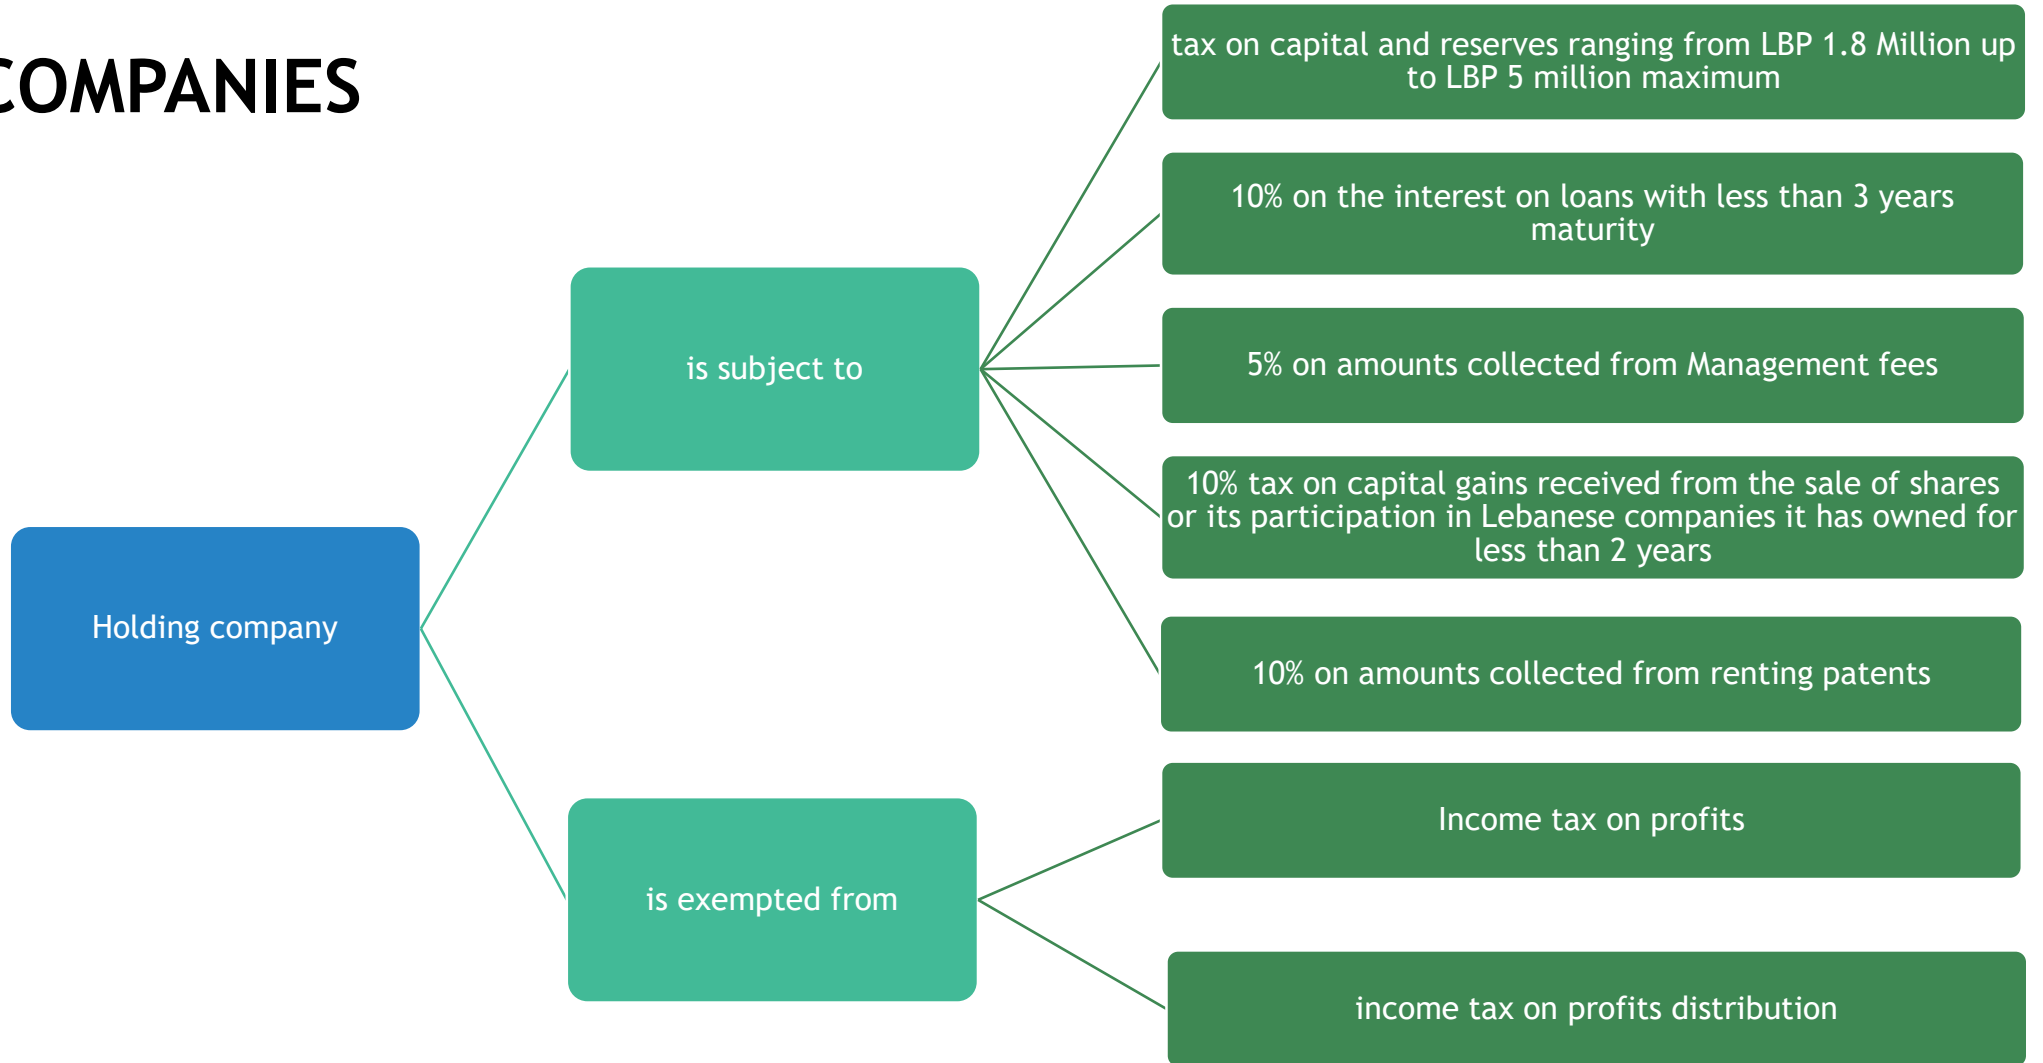 COMPANIES
tax on capital and reserves ranging from LBP 1.8 Million up
to LBP 5 million maximum
10% on the interest on loans with less than 3 years
maturity
is subject to
5% on amounts collected from Management fees
10% tax on capital gains received from the sale of shares
or its participation in Lebanese companies it has owned for
less than 2 years
Holding company
10% on amounts collected from renting patents
Income tax on profits
is exempted from
income tax on profits distribution